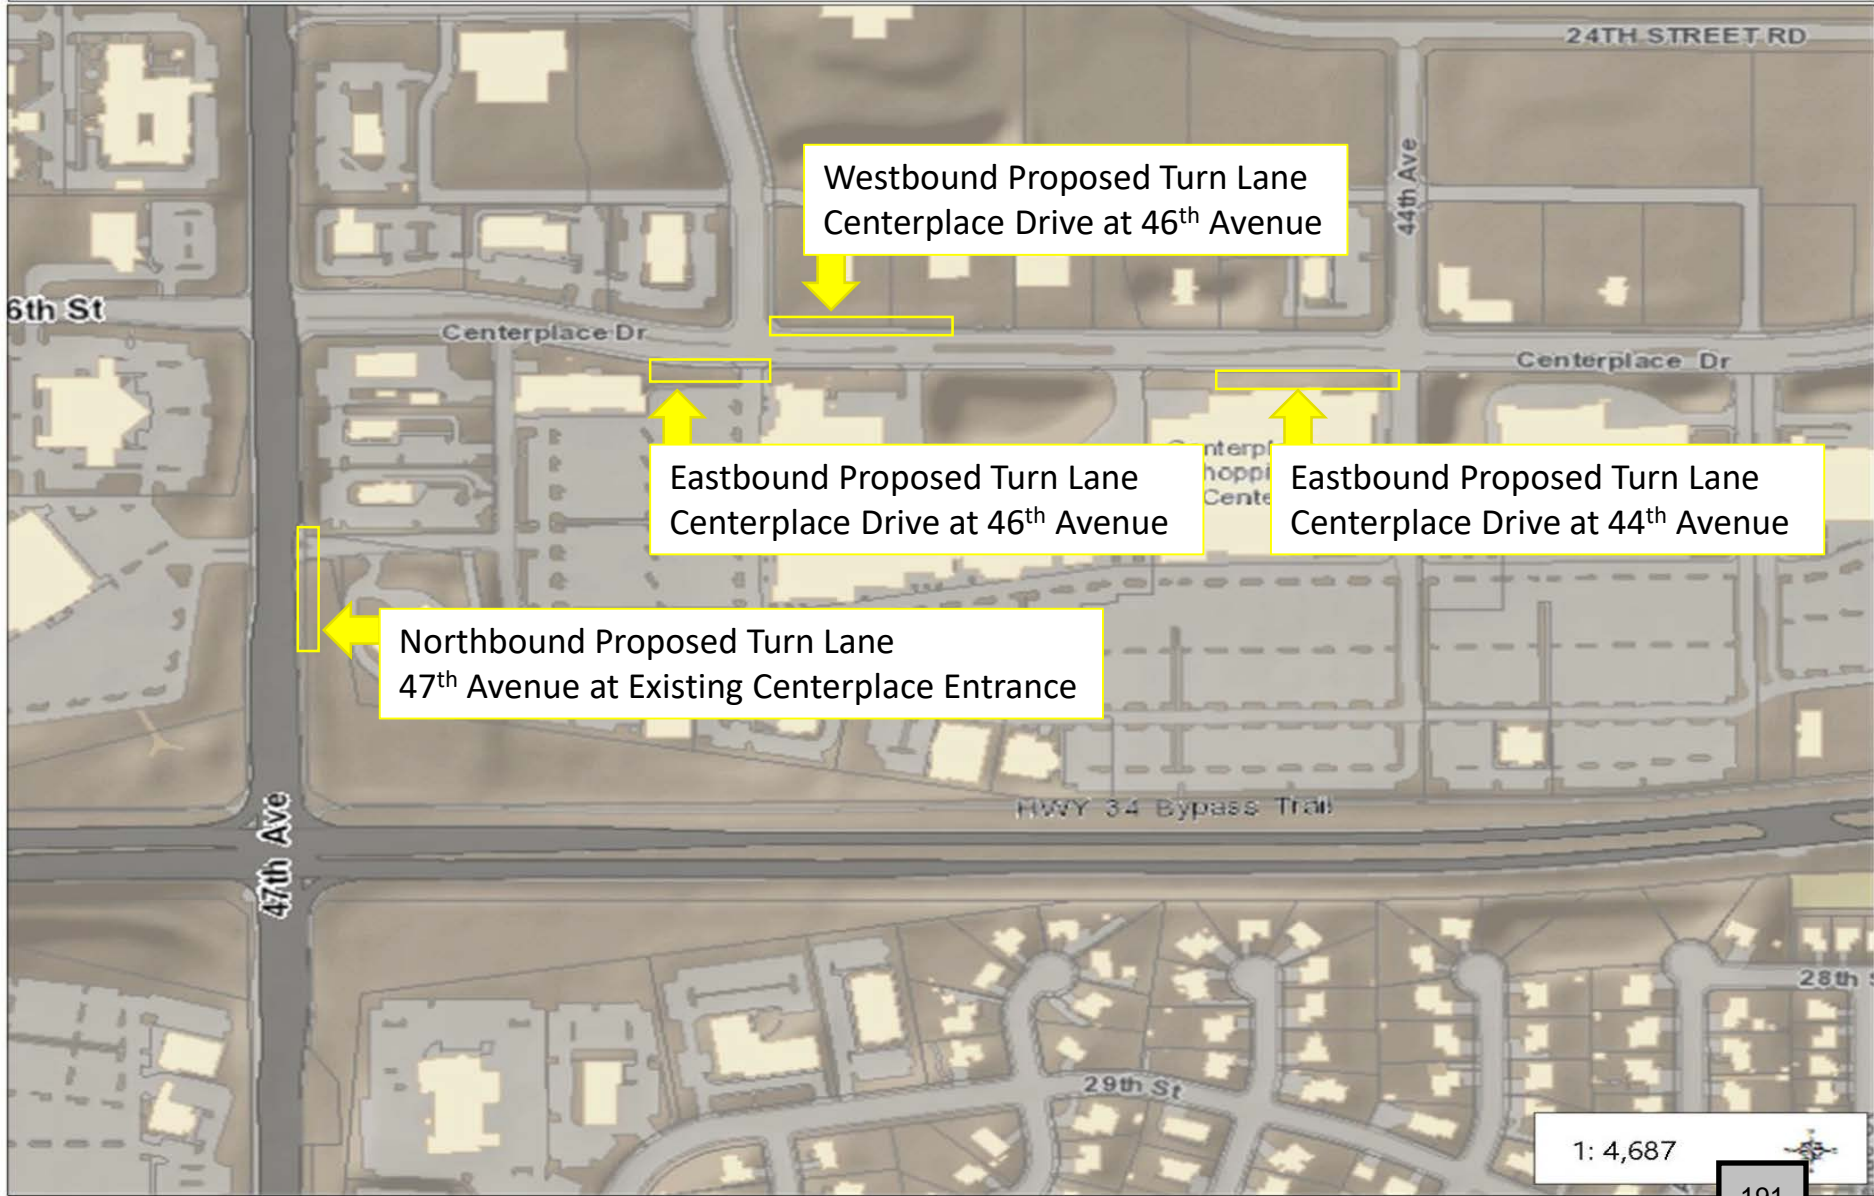 24TH STREET RD
44th Ave
Westbound Proposed Turn Lane
Centerplace Drive at 46th Avenue
6th St
Centerplace Dr
Centerplace Dr
Eastbound Proposed Turn Lane
Centerplace Drive at 46th Avenue
Eastbound Proposed Turn Lane
Centerplace Drive at 44th Avenue
Northbound Proposed Turn Lane
47th Avenue at Existing Centerplace Entrance
HWY 34 Bypass Trail
47th Ave
28th
29th St
1: 4,687
191